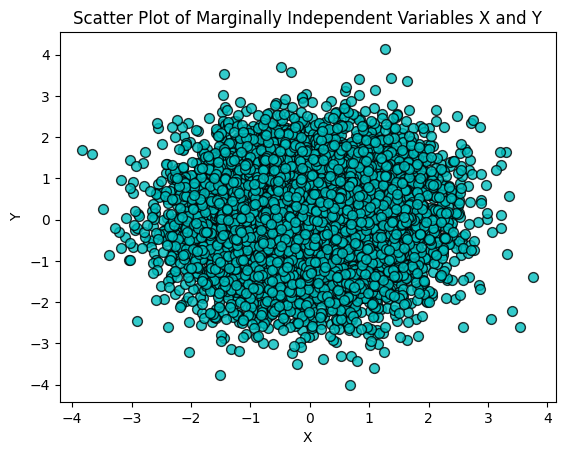 Scatter Plot of Marginally Independent Variables X and Y
4
3
2
1
0
−1
−2
−3
−4
Y
−4 −3 −2 −1 0 1 2 3 4
X